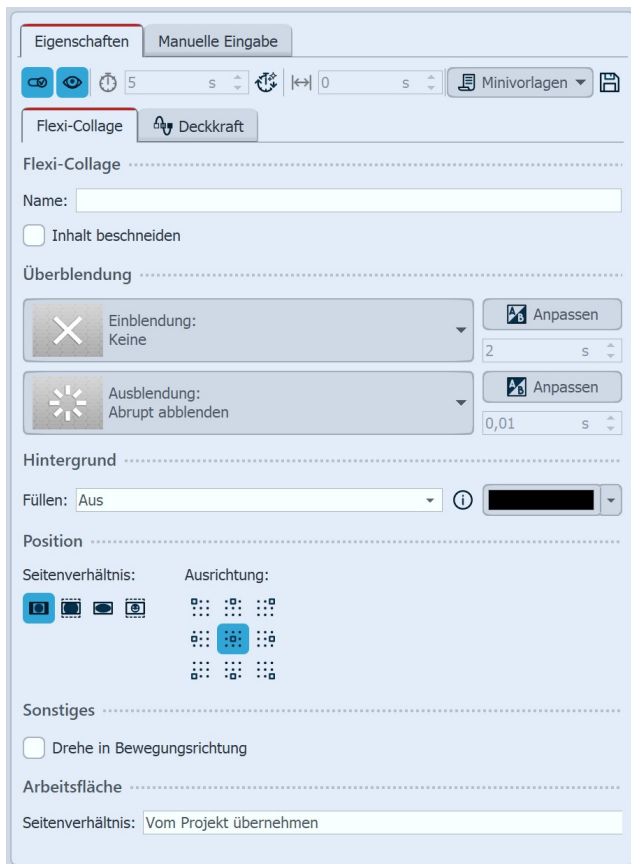 Eigenschaften Manuelle Eingabe
5 s 0 s Minivorlagen
Flexi-Collage Deckkraft
Flexi-Collage
Name:
Inhalt beschneiden
Überblendung
Einblendung:
Keine
Anpassen
2 s
Ausblendung:
Abrupt abblenden
Anpassen
0,01 s
Hintergrund
Füllen: Aus
Position
Seitenverhältnis: Ausrichtung:
Sonstiges
Drehe in Bewegungsrichtung
Arbeitsfläche
Seitenverhältnis: Vom Projekt übernehmen